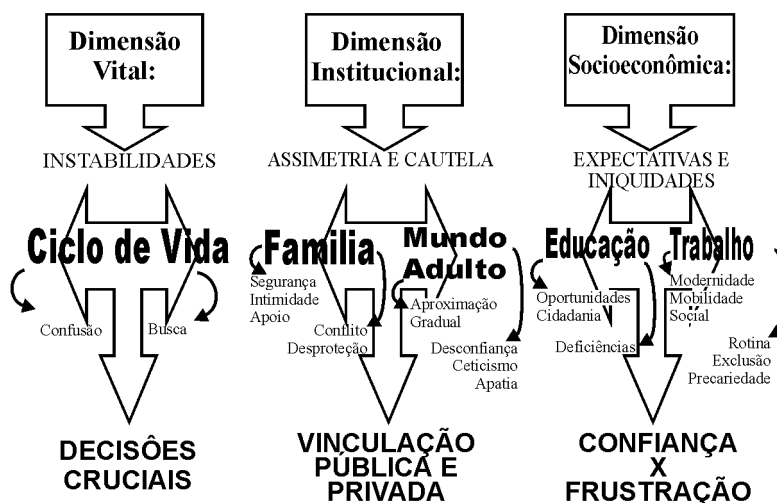 Dimensão
Vital:
INSTABILIDADES
Ciclo de Vida
Confusão
Busca
DECISÔES
CRUCIAIS
Dimensão
Institucional:
ASSIMETRIA E CAUTELA
Familia
Segurança
Intimidade
Apoio
Conflito
Desproteção
Mundo
Adulto
Aproximação
Gradual
Desconfiança
Ceticismo
Apatia
VINCULAÇÃO
PÚBLICA E
PRIVADA
Dimensão
Socioeconômica:
EXPECTATIVAS E
INIQUIDADES
Educação
Oportunidades
Cidadania
Deficiências
Trabalho
Modernidade
Mobilidade
Social
Rotina
Exclusão
Precariedade
CONFIANÇA
X
FRUSTRAÇÃO